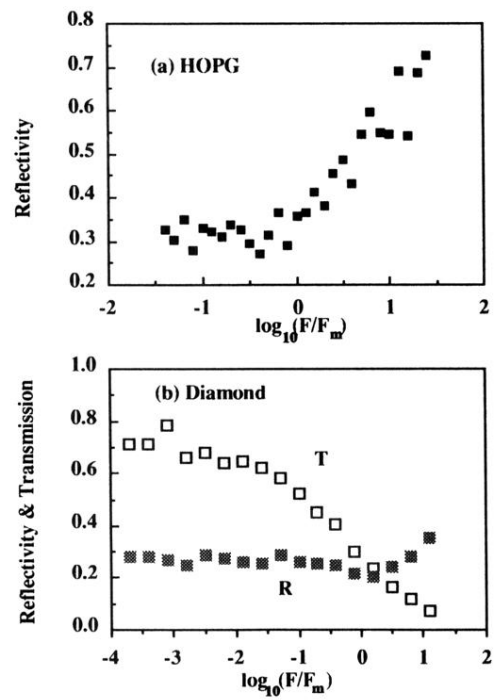 0.8
(a) HOPG
0.7
0.6
0.5
0.4
0.3
0.2
Reflectivity
-2 -1 0 1 2
log10(F/Fm)
1.0
(b) Diamond
0.8
T
0.6
0.4
0.2
R
0.0
Reflectivity & Transmission
-4 -3 -2 -1 0 1 2
log10(F/Fm)